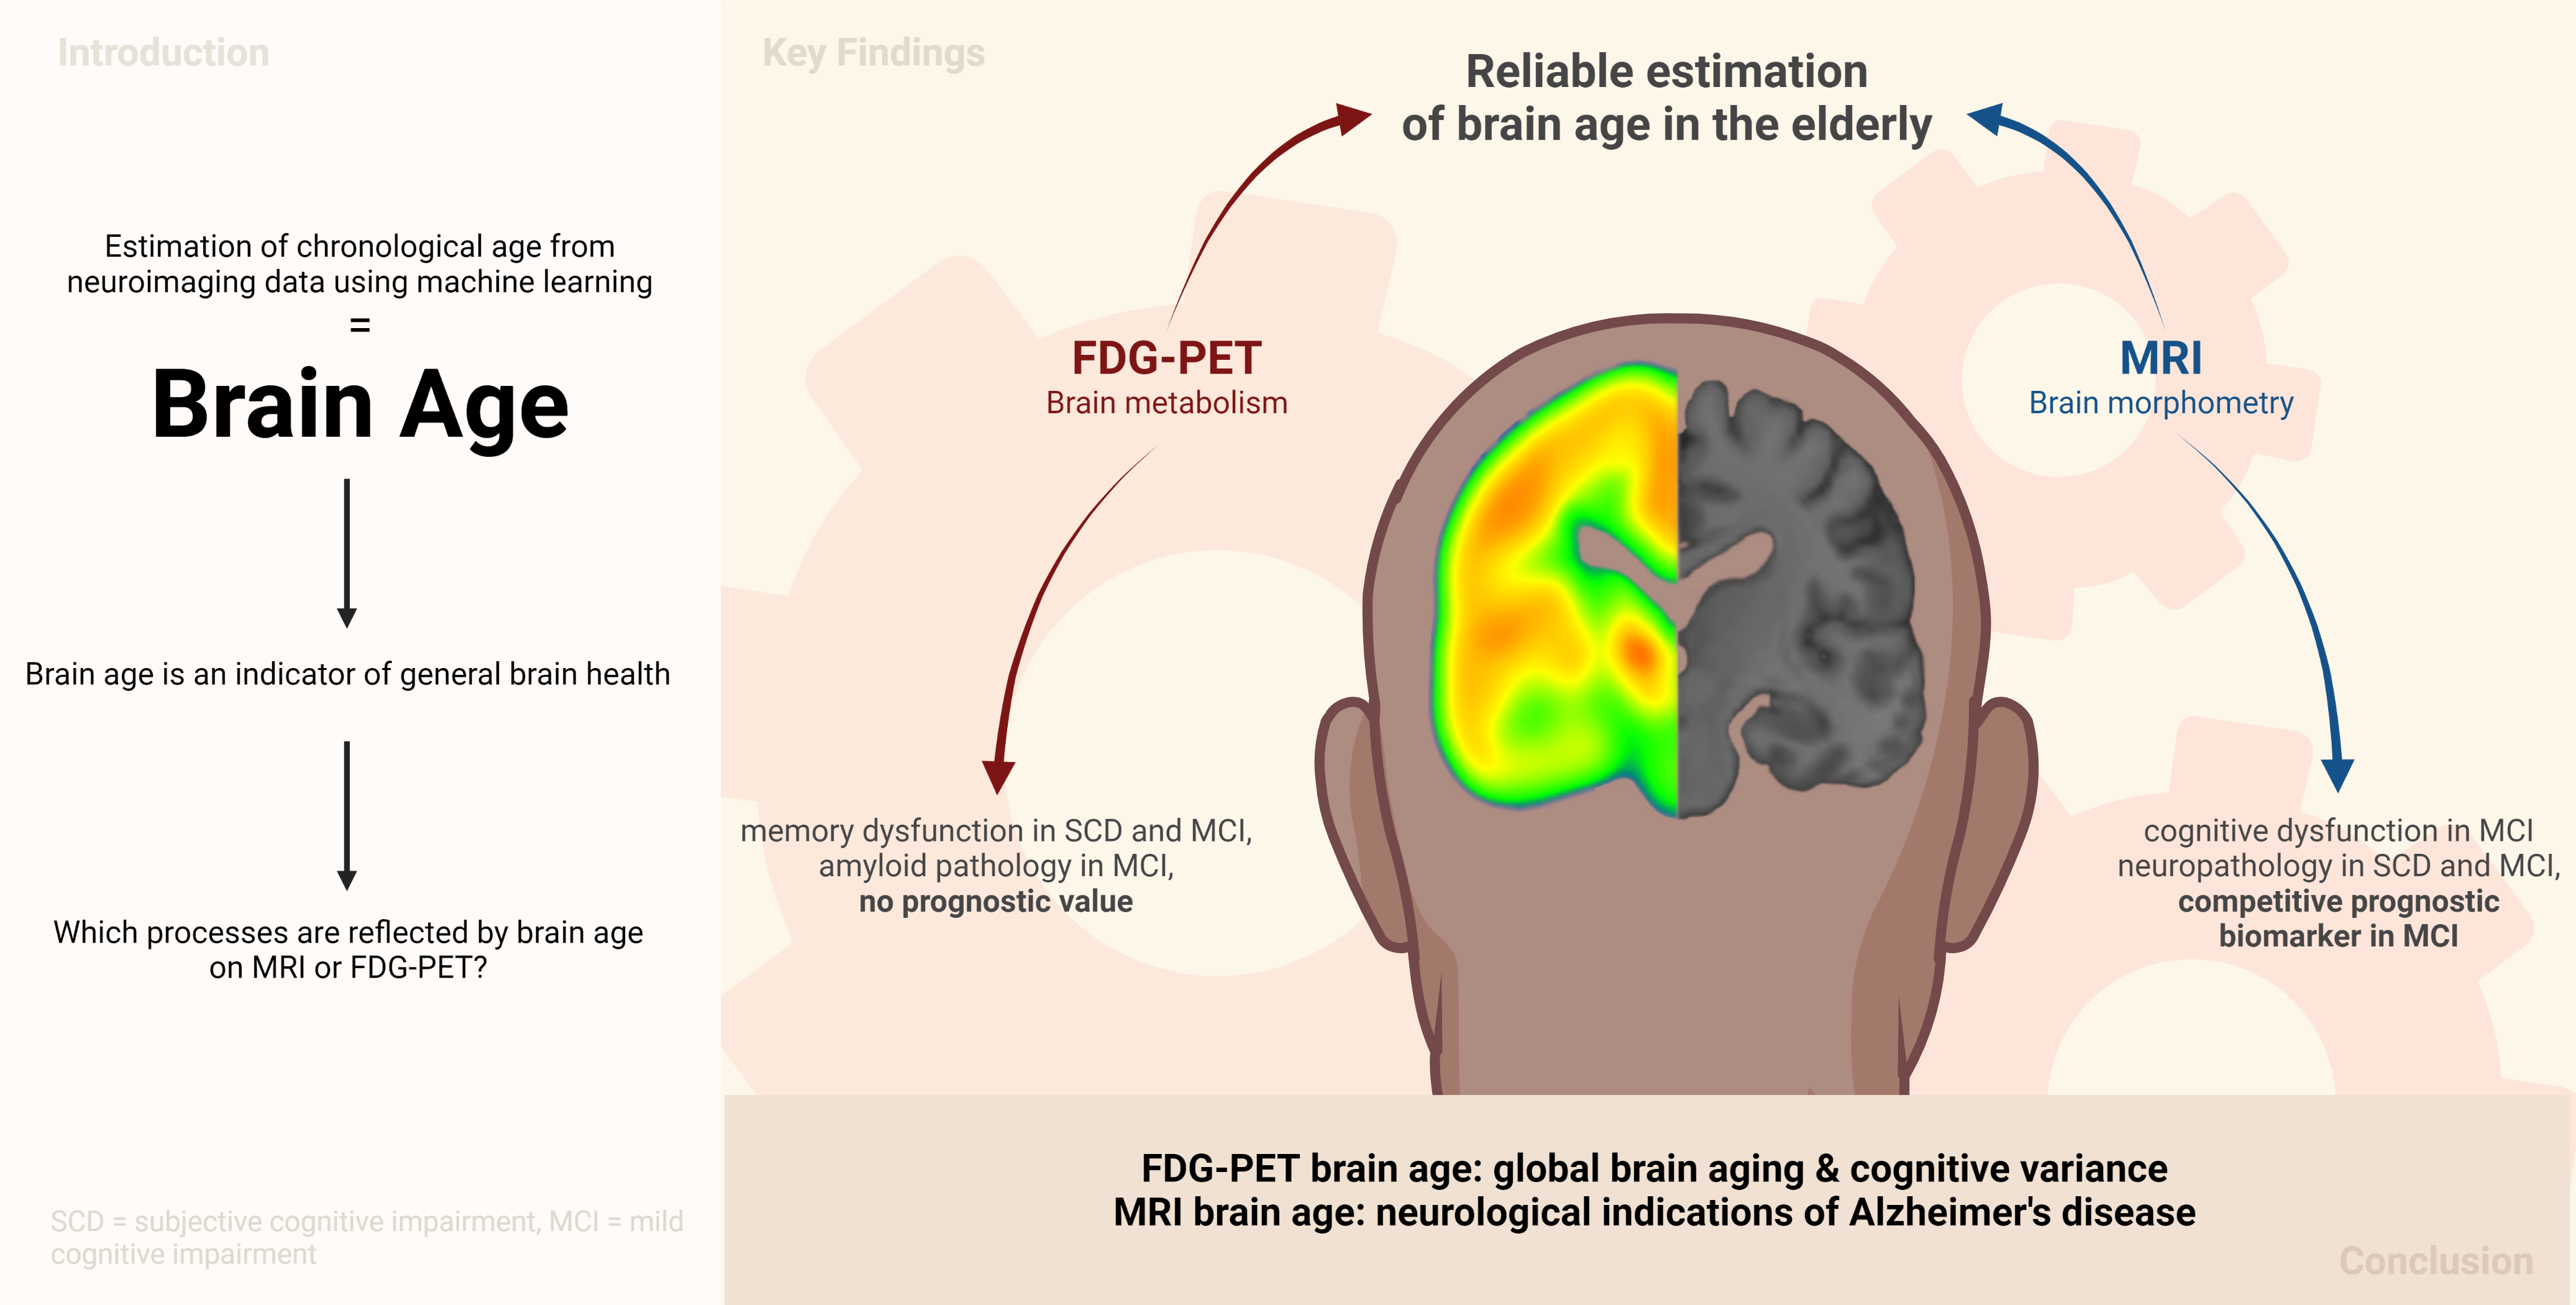 Introduction
Estimation of chronological age from
neuroimaging data using machine learning
=
Brain Age
Brain age is an indicator of general brain health
Which processes are reflected by brain age
on MRI or FDG-PET?
SCD = subjective cognitive impairment, MCI = mild
cognitive impairment
Key Findings
Reliable estimation
of brain age in the elderly
FDG-PET
Brain metabolism
MRI
Brain morphometry
memory dysfunction in SCD and MCI,
amyloid pathology in MCI,
no prognostic value
cognitive dysfunction in MCI
neuropathology in SCD and MCI,
competitive prognostic
biomarker in MCI
FDG-PET brain age: global brain aging & cognitive variance
MRI brain age: neurological indications of Alzheimer's disease
Conclusion